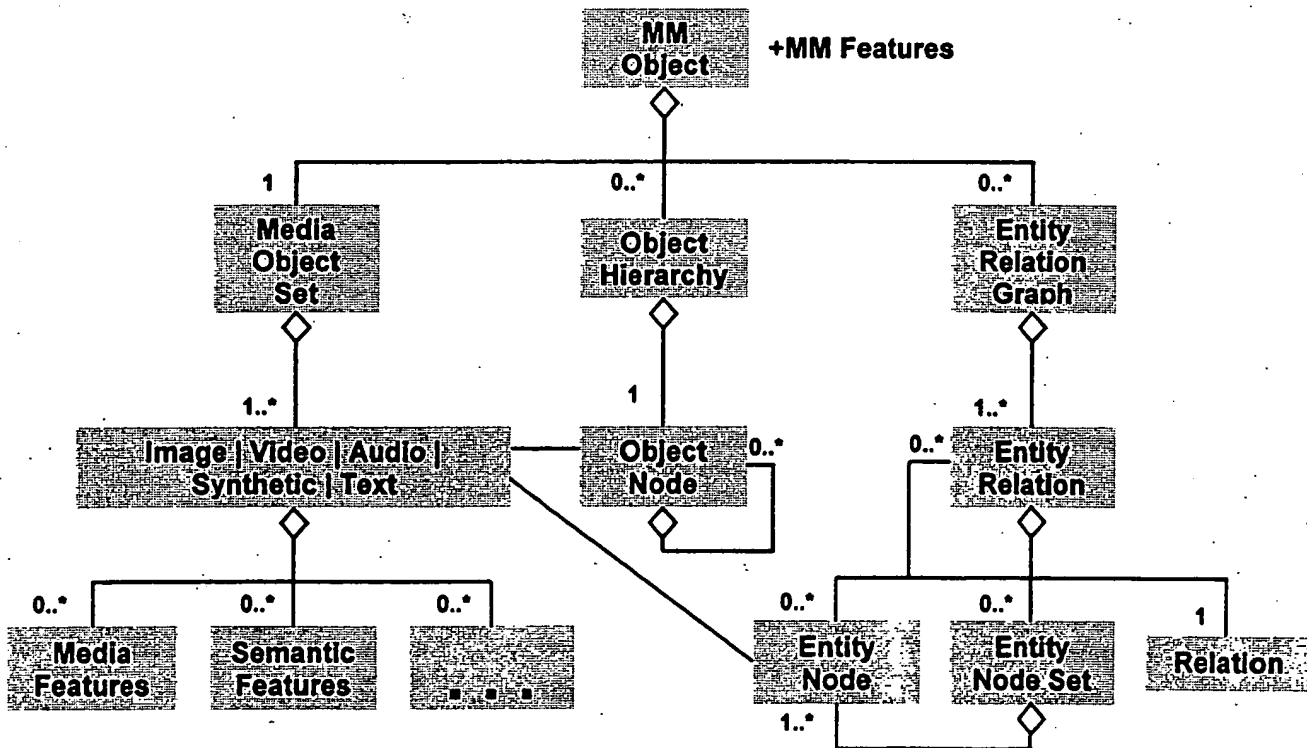 MM
Object
+MM Features
1
0..*
0..*
Media
Object
Set
Object
Hierarchy
Entity
Relation
Graph
1..*
1
1..*
Image | Video | Audio |
Synthetic | Text
Object
Node
0..*
0..*
Entity
Relation
0..*
0..*
0..*
0..*
0..*
1
Media
Features
Semantic
Features
. . .
Entity
Node
Entity
Node Set
Relation
1..*